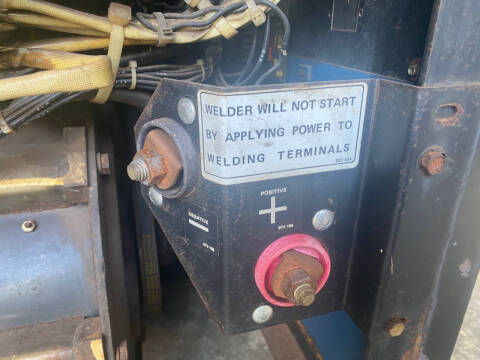 WELDER WILL NOT START
BY APPLYING POWER TO
WELDING TERMINALS
POSITIVE
+
NEGATIVE
-